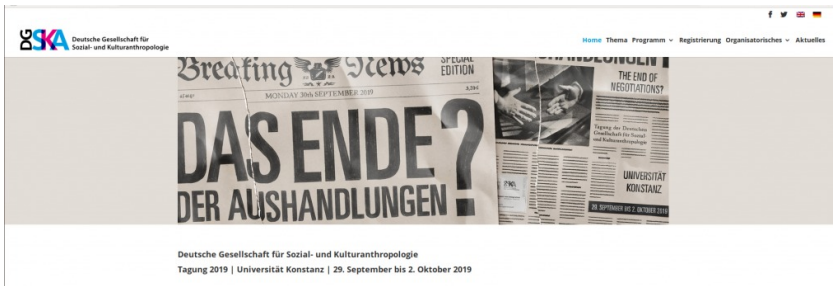 DGSKA Deutsche Gesellschaft für
Sozial- und Kulturanthropologie
Home Thema Programm Registrierung Organisatorisches Aktuelles
Breaking News
SPECIAL
EDITION
MONDAY 30th SEPTEMBER 2019
DAS ENDE
DER AUSHANDLUNGEN?
THE END OF
NEGOTIATIONS?
Tagung der Deutschen
Gesellschaft für Sozial-
und Kulturanthropologie
UNIVERSITÄT
KONSTANZ
29. SEPTEMBER BIS 2. OKTOBER 2019
Deutsche Gesellschaft für Sozial- und Kulturanthropologie
Tagung 2019 | Universität Konstanz | 29. September bis 2. Oktober 2019